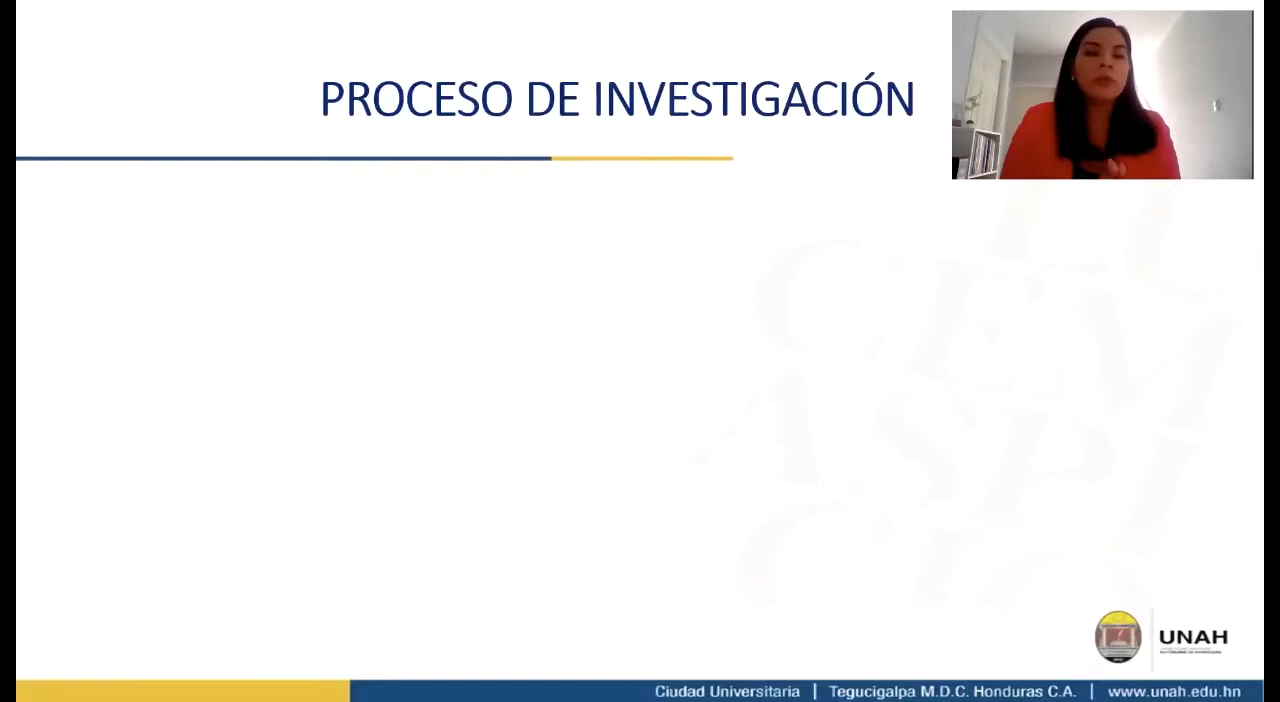 PROCESO DE INVESTIGACIÓN
UNAH
Ciudad Universitaria | Tegucigalpa M.D.C. Honduras C.A. | www.unah.edu.hn